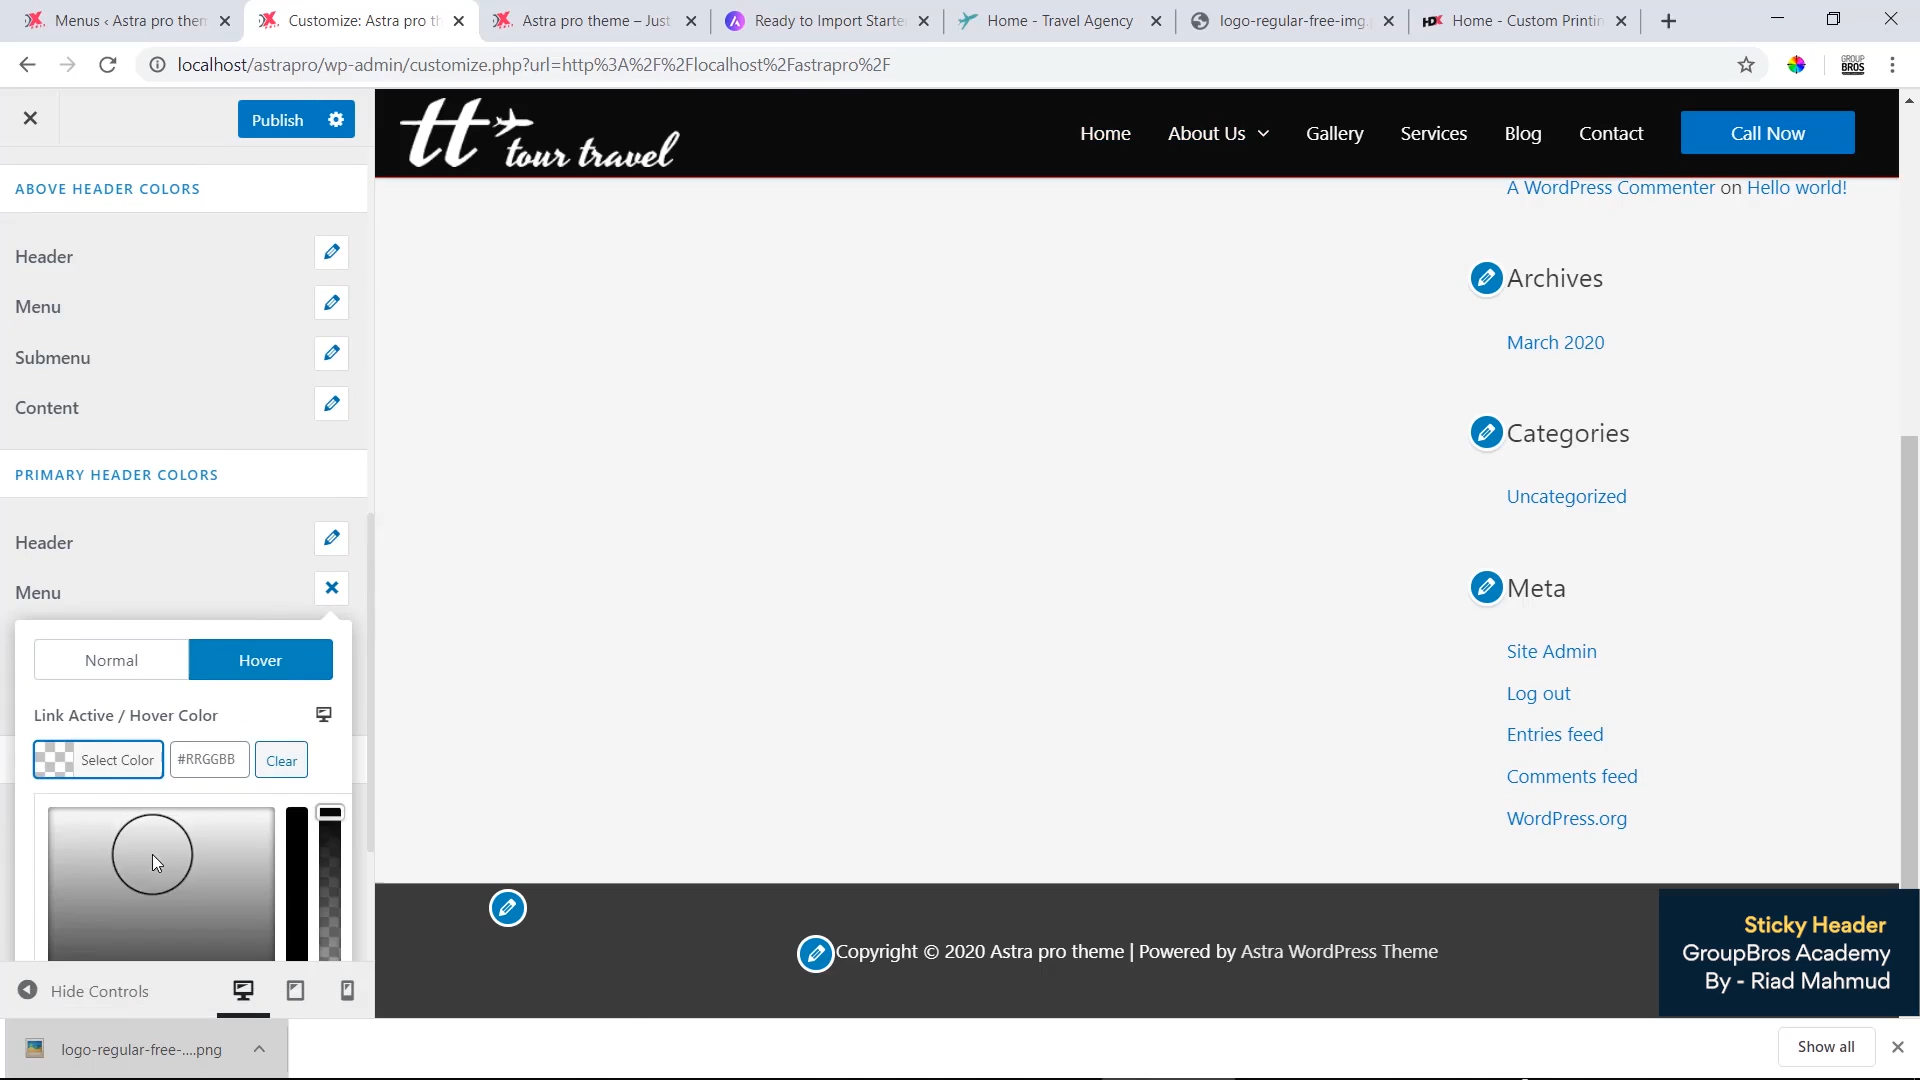 Menus ‹ Astra pro them
Customize: Astra pro th
Astra pro theme – Just
Ready to Import Starte
Home - Travel Agency
logo-regular-free-img.
HDX Home - Custom Printin
localhost/astrapro/wp-admin/customize.php?url=http%3A%2F%2Flocalhost%2Fastrapro%2F
GROUP
BROS
Publish
tt tour travel
Home
About Us
Gallery
Services
Blog
Contact
Call Now
ABOVE HEADER COLORS
Header
Menu
Submenu
Content
PRIMARY HEADER COLORS
Header
Menu
Normal
Hover
Link Active / Hover Color
Select Color
#RRGGBB
Clear
Hide Controls
A WordPress Commenter on Hello world!
Archives
March 2020
Categories
Uncategorized
Meta
Site Admin
Log out
Entries feed
Comments feed
WordPress.org
Copyright © 2020 Astra pro theme | Powered by Astra WordPress Theme
Sticky Header
GroupBros Academy
By - Riad Mahmud
logo-regular-free-....png
Show all